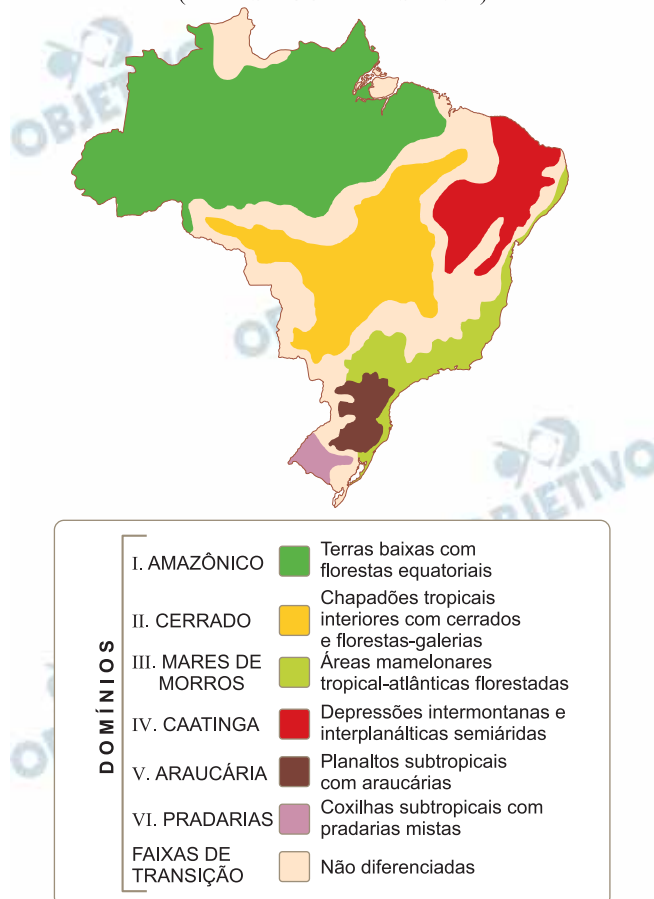 OBJETIVO
OBJETIVO
DOMÍNIOS
I. AMAZÔNICO
Terras baixas com
florestas equatoriais
II. CERRADO
Chapadões tropicais
interiores com cerrados
e florestas-galerias
III. MARES DE
MORROS
Áreas mamelonares
tropical-atlânticas florestadas
IV. CAATINGA
Depressões intermontanas e
interplanálticas semiáridas
V. ARAUCÁRIA
Planaltos subtropicais
com araucárias
VI. PRADARIAS
Coxilhas subtropicais com
pradarias mistas
FAIXAS DE
TRANSIÇÃO
Não diferenciadas